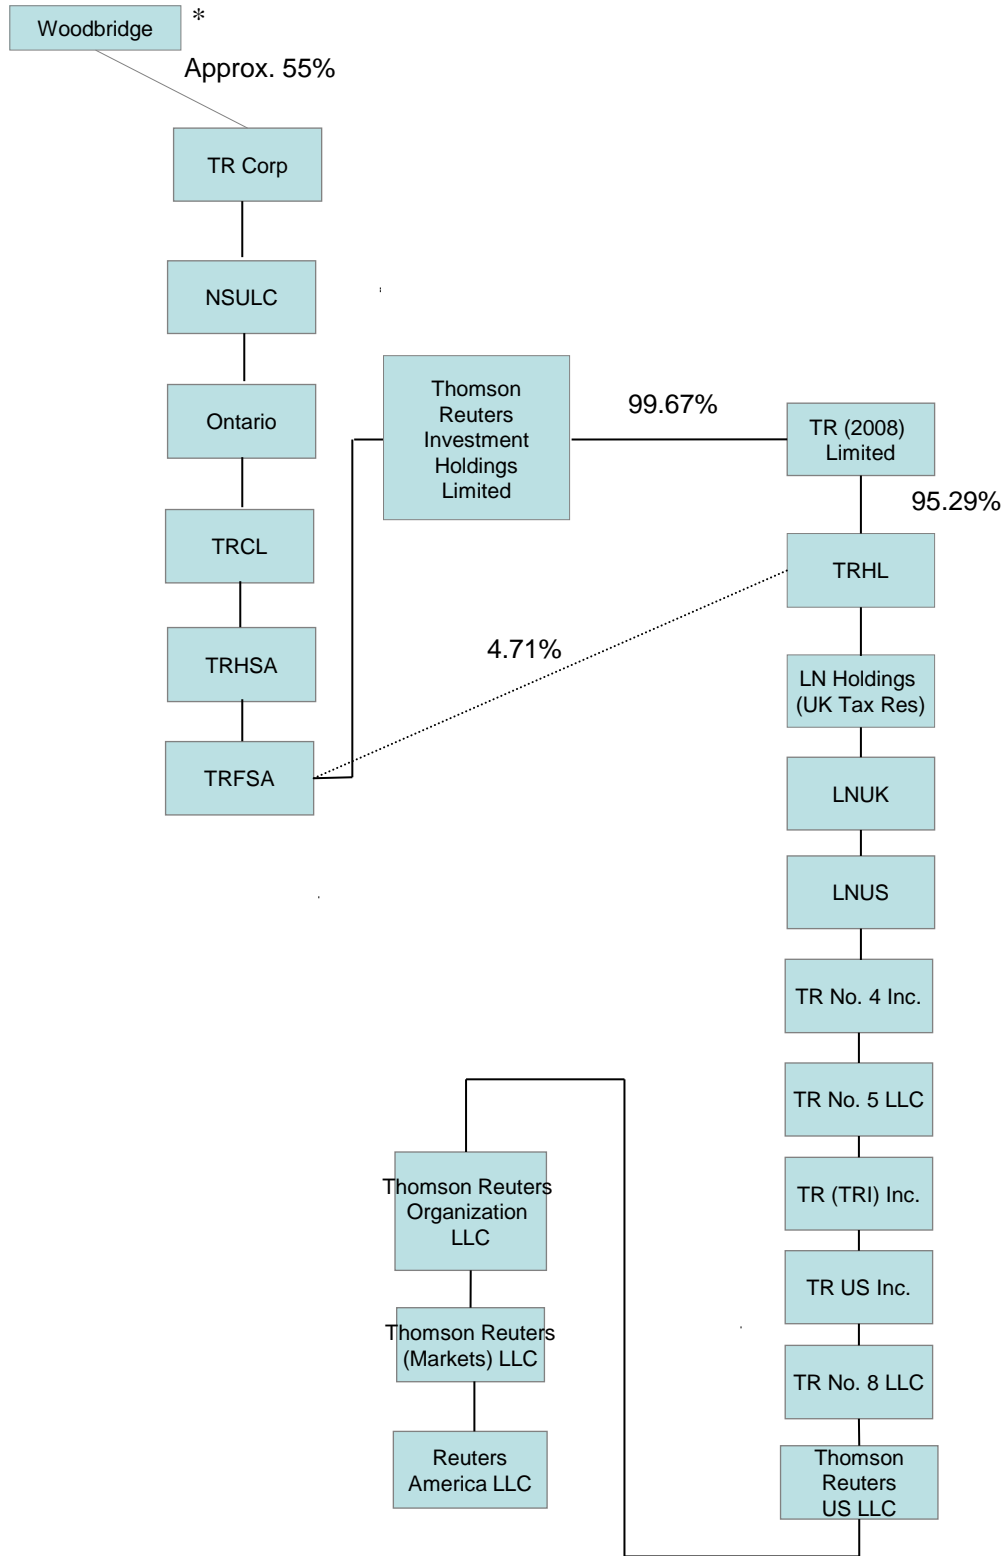 Woodbridge
*
Approx. 55%
TR Corp
NSULC
Ontario
TRCL
TRHSA
TRFSA
Thomson
Reuters
Investment
Holdings
Limited
99.67%
TR (2008)
Limited
95.29%
4.71%
TRHL
LN Holdings
(UK Tax Res)
LNUK
LNUS
TR No. 4 Inc.
TR No. 5 LLC
TR (TRI) Inc.
TR US Inc.
TR No. 8 LLC
Thomson
Reuters
US LLC
Thomson Reuters
Organization
LLC
Thomson Reuters
(Markets) LLC
Reuters
America LLC